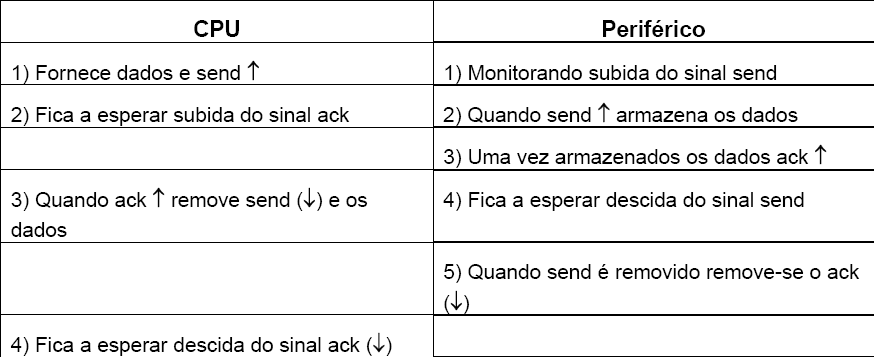 CPU
Periférico
1) Fornece dados e send ↑
1) Monitorando subida do sinal send
2) Fica a esperar subida do sinal ack
2) Quando send ↑ armazena os dados
3) Uma vez armazenados os dados ack ↑
3) Quando ack ↑ remove send (↓) e os
dados
4) Fica a esperar descida do sinal send
5) Quando send é removido remove-se o ack
(↓)
4) Fica a esperar descida do sinal ack (↓)